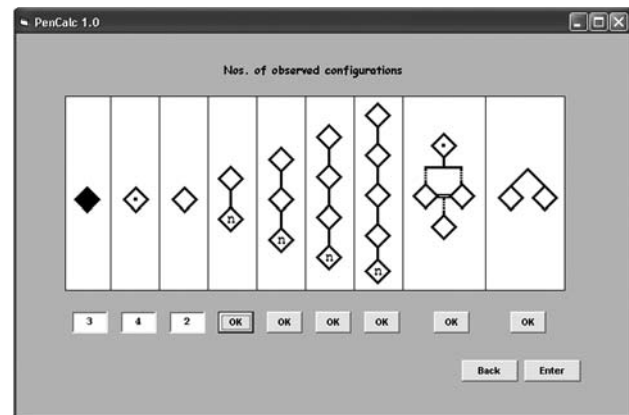 PenCalc 1.0
Nos. of observed configurations
n
n
n
n
3 4 2 OK OK OK OK OK OK
Back Enter